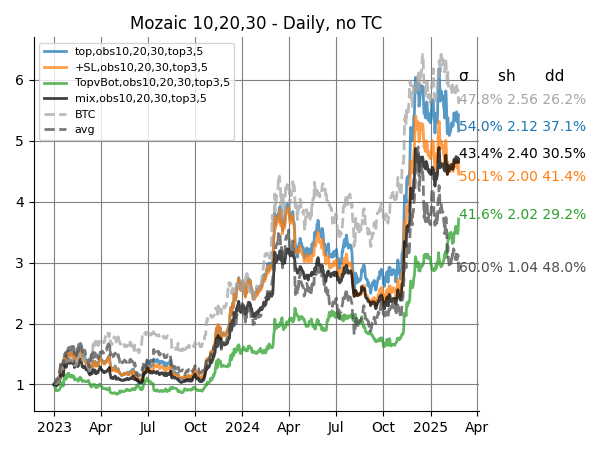 Mozaic 10,20,30 - Daily, no TC
top,obs10,20,30,top3,5
+SL,obs10,20,30,top3,5
TopvBot,obs10,20,30,top3,5
mix,obs10,20,30,top3,5
BTC
avg
σ sh dd
47.8% 2.56 26.2%
54.0% 2.12 37.1%
43.4% 2.40 30.5%
50.1% 2.00 41.4%
41.6% 2.02 29.2%
60.0% 1.04 48.0%
6
5
4
3
2
1
2023 Apr Jul Oct 2024 Apr Jul Oct 2025 Apr